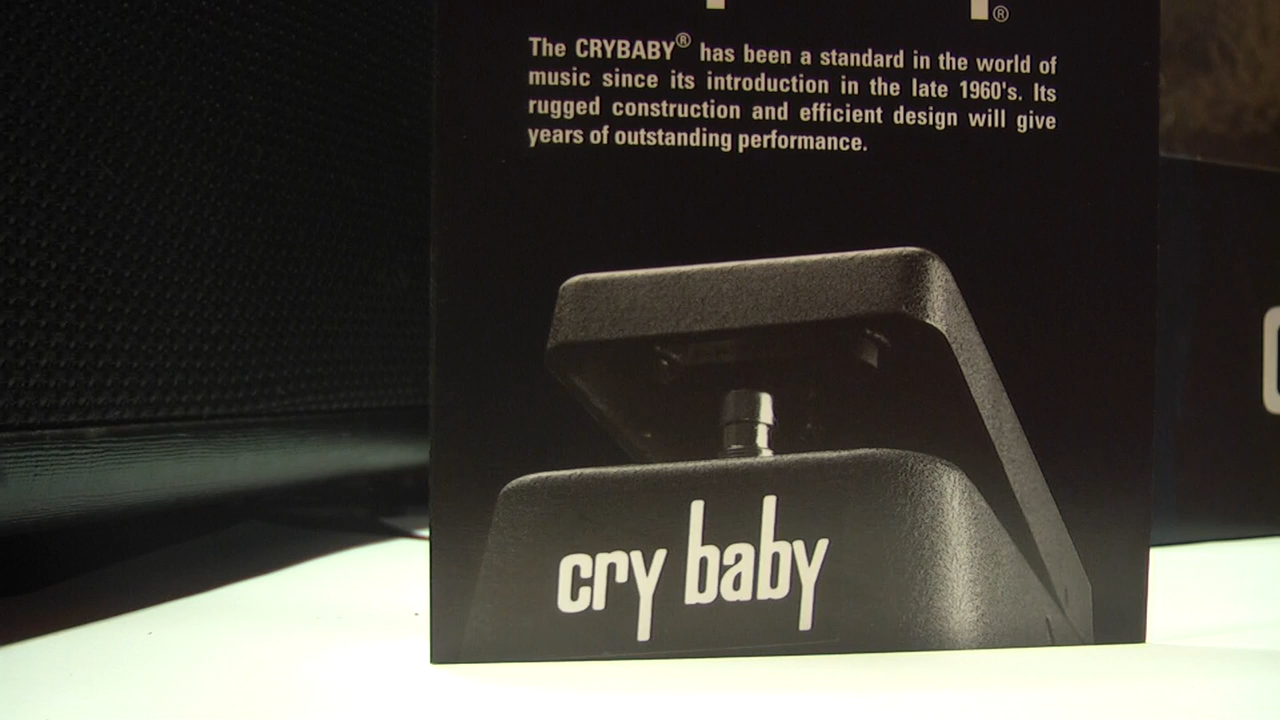 ®
The CRYBABY® has been a standard in the world of
music since its introduction in the late 1960's. Its
rugged construction and efficient design will give
years of outstanding performance.
cry baby